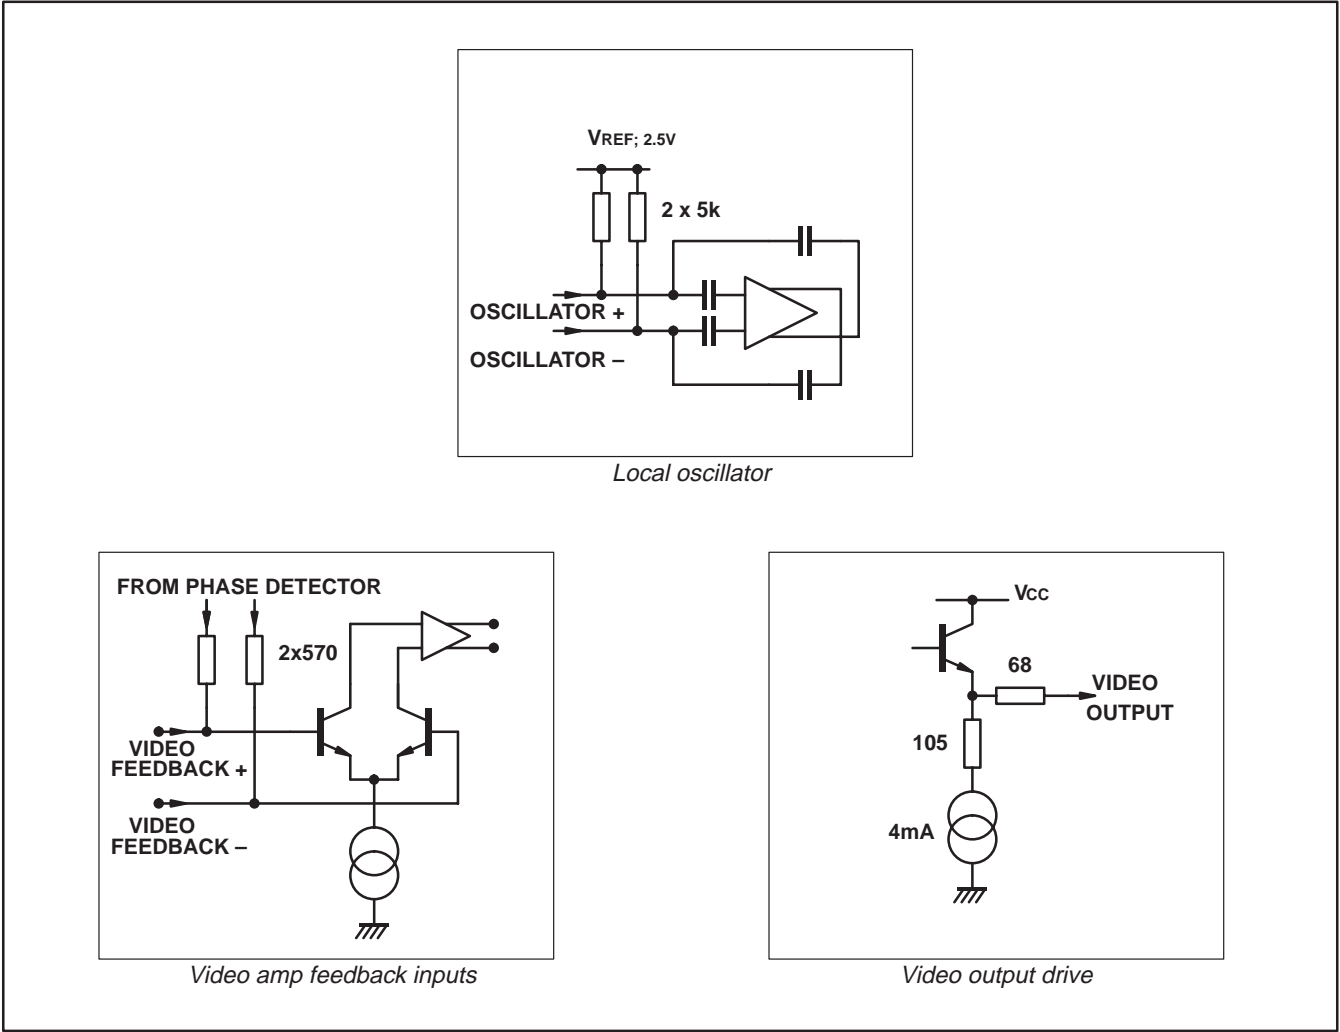 VREF; 2.5V
2 x 5k
OSCILLATOR +
OSCILLATOR –
Local oscillator
FROM PHASE DETECTOR
2x570
VIDEO
FEEDBACK +
VIDEO
FEEDBACK –
Video amp feedback inputs
VCC
68
VIDEO
OUTPUT
105
4mA
Video output drive